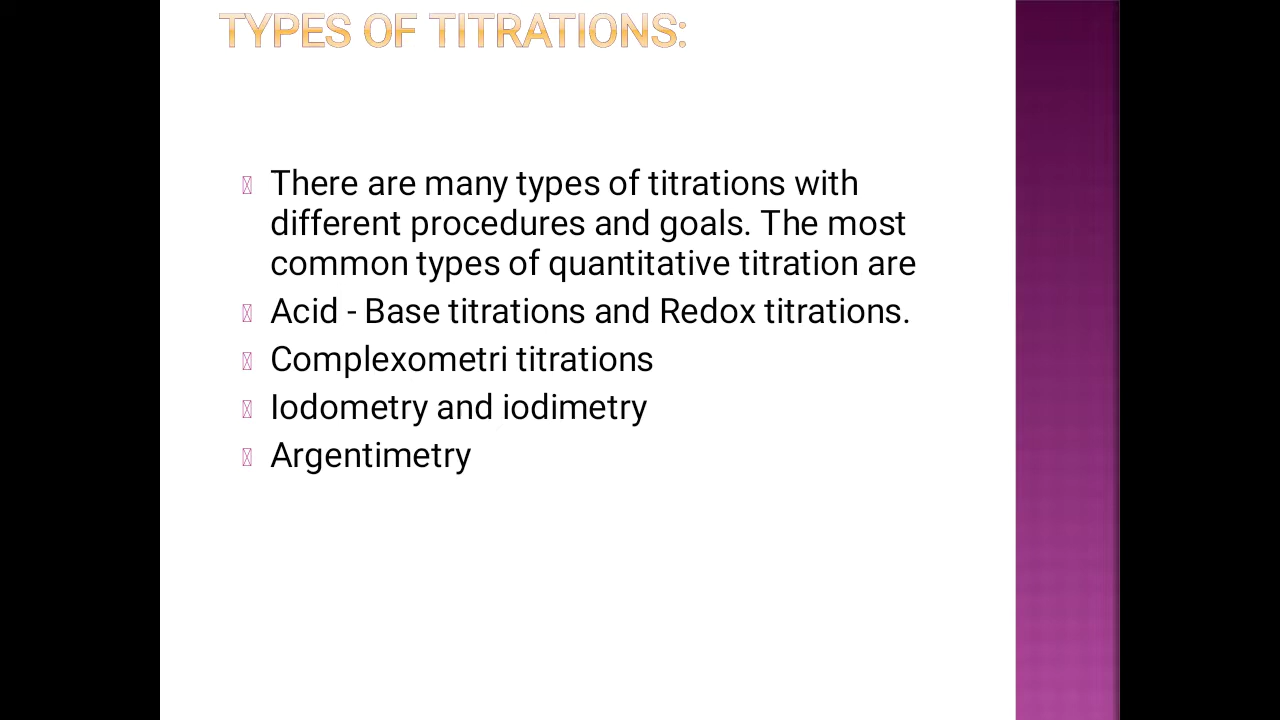 TYPES OF TITRATIONS:
There are many types of titrations with
different procedures and goals. The most
common types of quantitative titration are
Acid - Base titrations and Redox titrations.
Complexometri titrations
Iodometry and iodimetry
Argentimetry